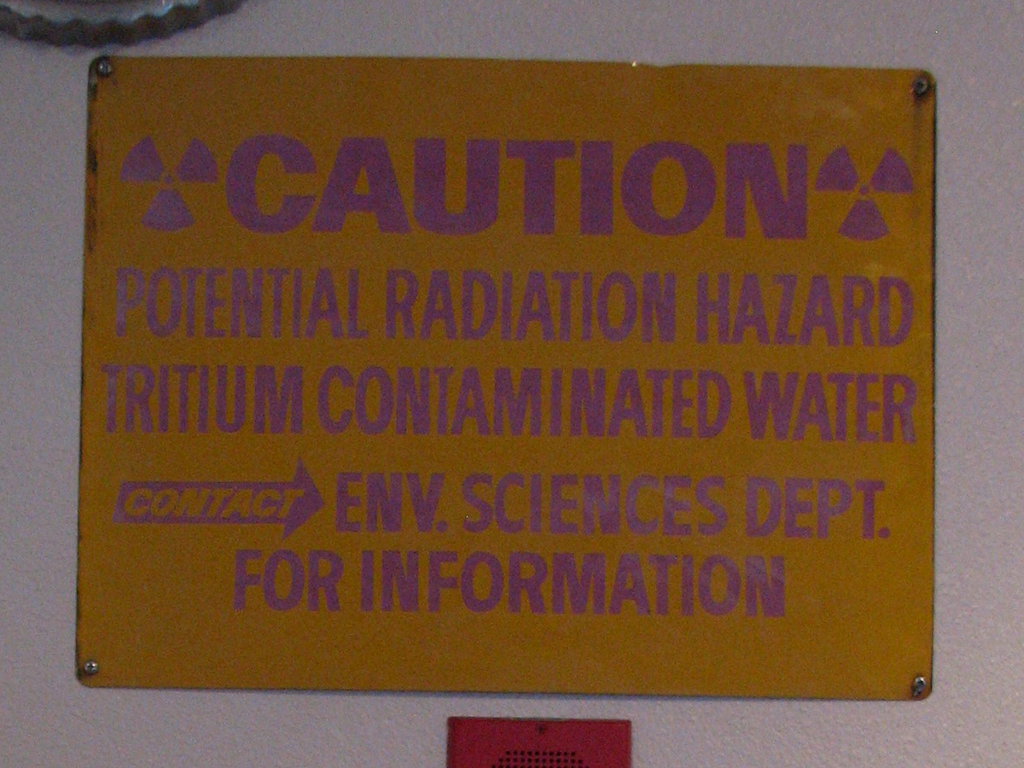 CAUTION
POTENTIAL RADIATION HAZARD
TRITIUM CONTAMINATED WATER
CONTACT ENV. SCIENCES DEPT.
FOR INFORMATION